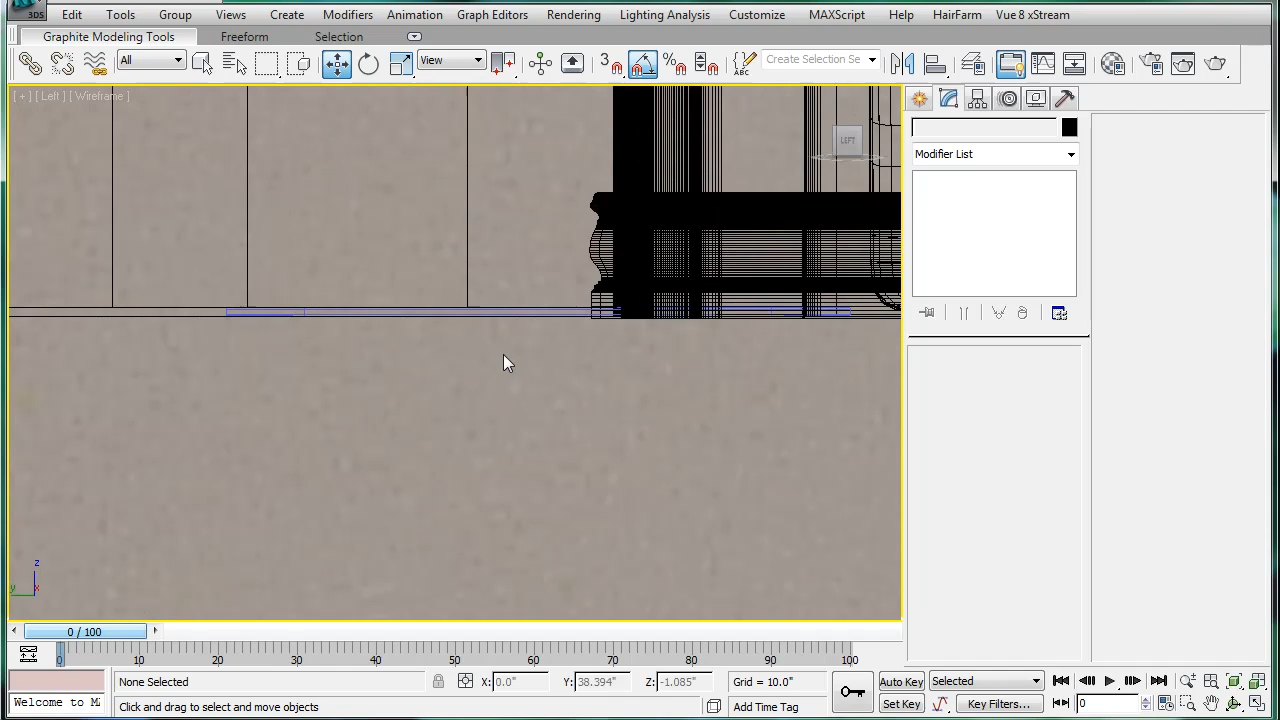 3DS Edit Tools Group Views Create Modifiers Animation Graph Editors Rendering Lighting Analysis Customize MAXScript Help HairFarm Vue 8 xStream
Graphite Modeling Tools Freeform Selection
All View 3 % ABC Create Selection Se
[ + ] [ Left ] [ Wireframe ]
LEFT
Modifier List
z
y x
0 / 100
0 10 20 30 40 50 60 70 80 90 100
None Selected X: 0.0" Y: 38.394" Z: -1.085" Grid = 10.0" Auto Key Selected
Welcome to M Click and drag to select and move objects Add Time Tag Set Key Key Filters... 0